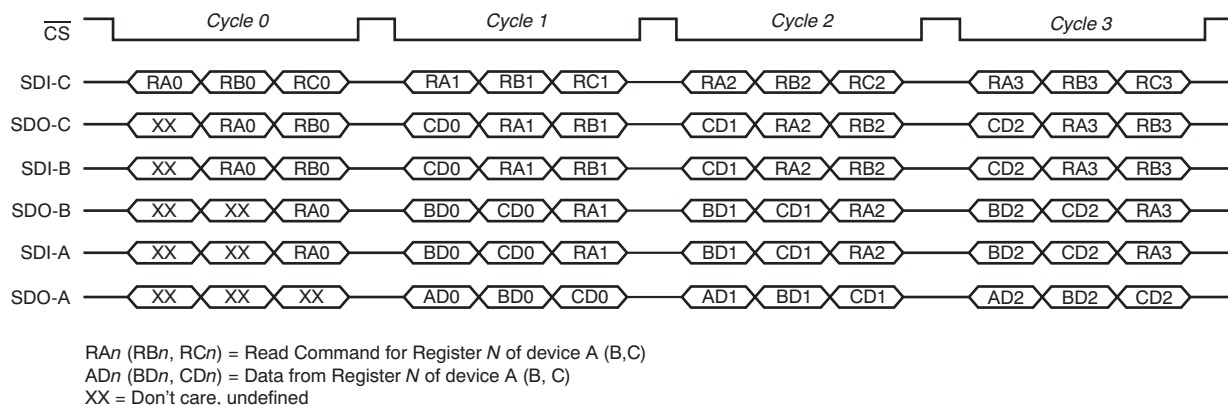 CS Cycle 0 Cycle 1 Cycle 2 Cycle 3
SDI-C RA0 RB0 RC0 RA1 RB1 RC1 RA2 RB2 RC2 RA3 RB3 RC3
SDO-C XX RA0 RB0 CD0 RA1 RB1 CD1 RA2 RB2 CD2 RA3 RB3
SDI-B XX RA0 RB0 CD0 RA1 RB1 CD1 RA2 RB2 CD2 RA3 RB3
SDO-B XX XX RA0 BD0 CD0 RA1 BD1 CD1 RA2 BD2 CD2 RA3
SDI-A XX XX RA0 BD0 CD0 RA1 BD1 CD1 RA2 BD2 CD2 RA3
SDO-A XX XX XX AD0 BD0 CD0 AD1 BD1 CD1 AD2 BD2 CD2
RAn (RBn, RCn) = Read Command for Register N of device A (B,C)
ADn (BDn, CDn) = Data from Register N of device A (B, C)
XX = Don't care, undefined